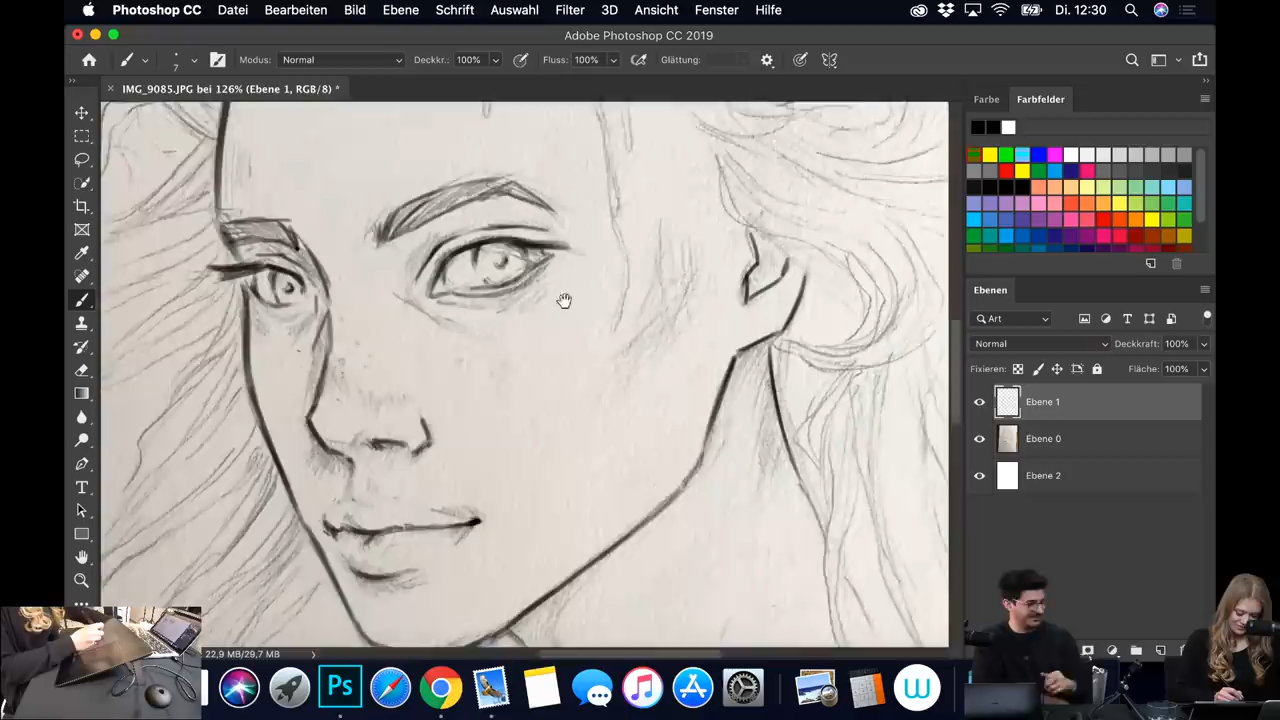 Photoshop CC Datei Bearbeiten Bild Ebene Schrift Auswahl Filter 3D Ansicht Fenster Hilfe Di. 12:30
Adobe Photoshop CC 2019
7 Modus: Normal Deckkr.: 100% Fluss: 100% Glättung:
IMG_9085.JPG bei 126% (Ebene 1, RGB/8) *
Farbe Farbfelder
Ebenen
Art
Normal Deckkraft: 100%
Fixieren: Fläche: 100%
Ebene 1
Ebene 0
Ebene 2
22,9 MB/29,7 MB
Ps W